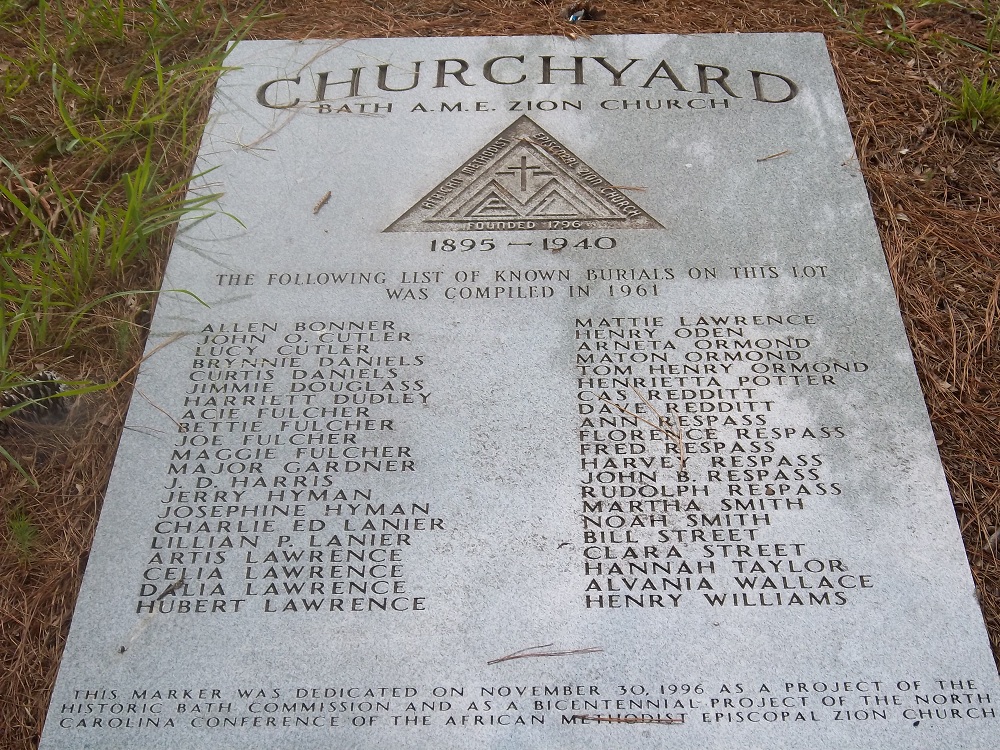 CHURCHYARD
BATH A.M.E. ZION CHURCH
AFRICAN METHODIST EPISCOPAL ZION CHURCH
FOUNDED 1796
1895 — 1940
THE FOLLOWING LIST OF KNOWN BURIALS ON THIS LOT
WAS COMPILED IN 1961
ALLEN BONNER
JOHN O. CUTLER
LUCY CUTLER
BRYNNIE DANIELS
CURTIS DANIELS
JIMMIE DOUGLASS
HARRIETT DUDLEY
ACIE FULCHER
BETTIE FULCHER
JOE FULCHER
MAGGIE FULCHER
MAJOR GARDNER
J. D. HARRIS
JERRY HYMAN
JOSEPHINE HYMAN
CHARLIE ED LANIER
LILLIAN P. LANIER
ARTIS LAWRENCE
CELIA LAWRENCE
DALIA LAWRENCE
HUBERT LAWRENCE
MATTIE LAWRENCE
HENRY ODEN
ARNETA ORMOND
MATON ORMOND
TOM HENRY ORMOND
HENRIETTA POTTER
CAS REDDITT
DAVE REDDITT
ANN RESPASS
FLORENCE RESPASS
FRED RESPASS
HARVEY RESPASS
JOHN B. RESPASS
RUDOLPH RESPASS
MARTHA SMITH
NOAH SMITH
BILL STREET
CLARA STREET
HANNAH TAYLOR
ALVANIA WALLACE
HENRY WILLIAMS
THIS MARKER WAS DEDICATED ON NOVEMBER 30, 1996 AS A PROJECT OF THE
HISTORIC BATH COMMISSION AND AS A BICENTENNIAL PROJECT OF THE NORTH
CAROLINA CONFERENCE OF THE AFRICAN METHODIST EPISCOPAL ZION CHURCH